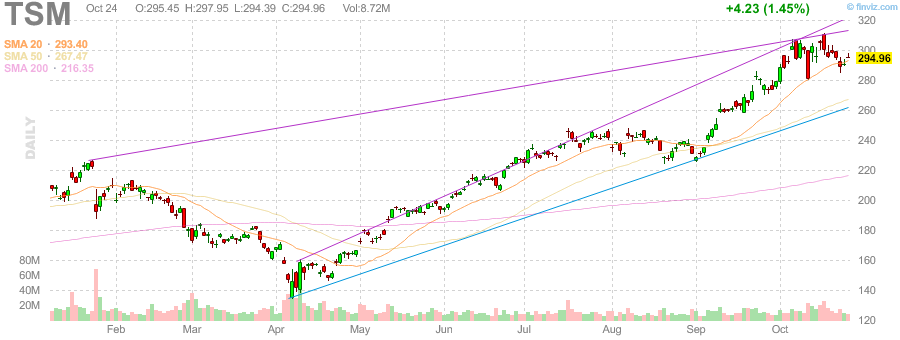 TSM Oct 24 O:295.45 H:297.95 L:294.39 C:294.96 Vol:8.72M +4.23 (1.45%) © finviz.com
SMA 20 · 293.40
SMA 50 · 267.47
SMA 200 · 216.35
DAILY
320
300
294.96
280
260
240
220
200
180
160
140
120
80M
60M
40M
20M
Feb Mar Apr May Jun Jul Aug Sep Oct